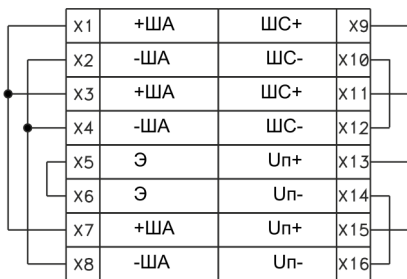 X1 +ША ШС+ X9
X2 -ША ШС- X10
X3 +ША ШС+ X11
X4 -ША ШС- X12
X5 Э Uп+ X13
X6 Э Uп- X14
X7 +ША Uп+ X15
X8 -ША Uп- X16